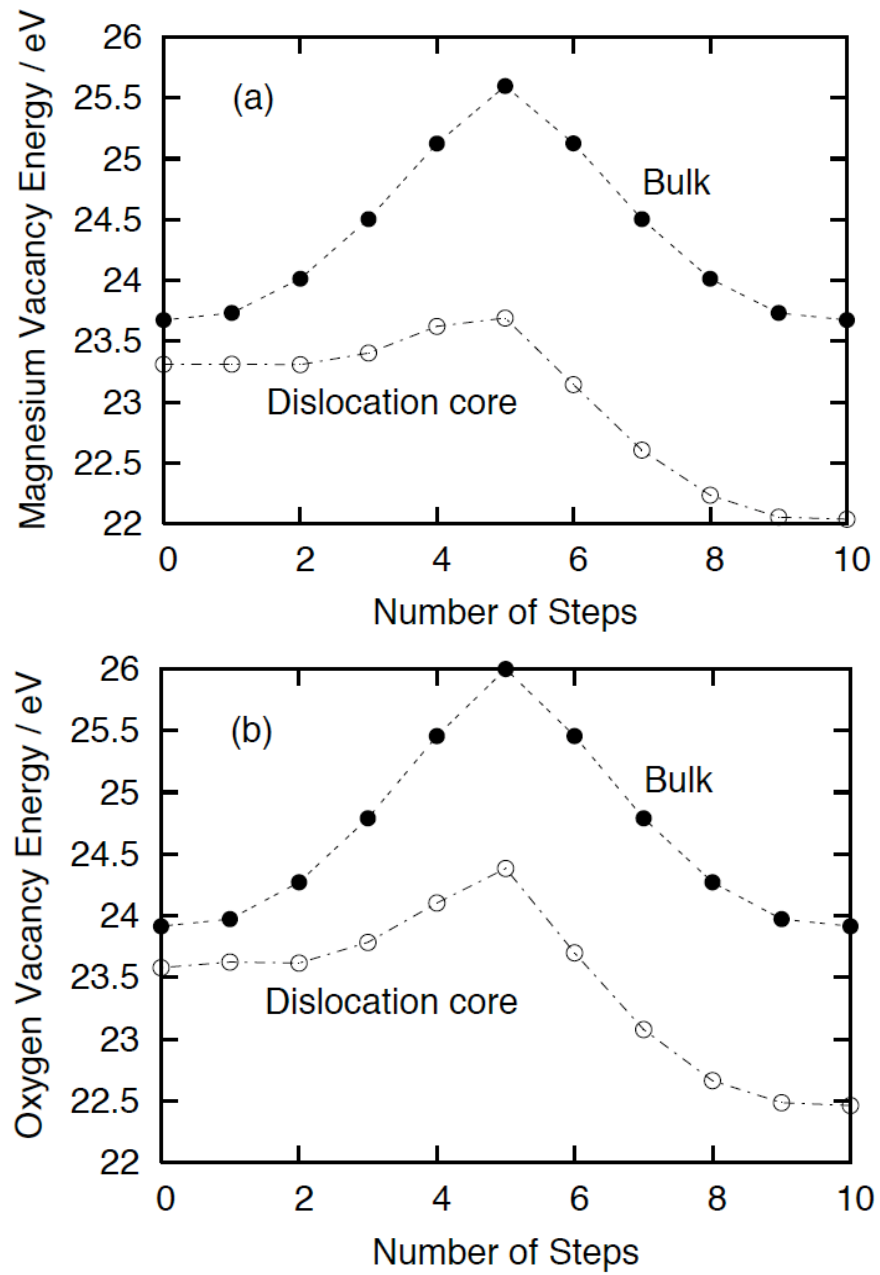 Magnesium Vacancy Energy / eV
26
25.5
25
24.5
24
23.5
23
22.5
22
(a)
Bulk
Dislocation core
0 2 4 6 8 10
Number of Steps
Oxygen Vacancy Energy / eV
26
25.5
25
24.5
24
23.5
23
22.5
22
(b)
Bulk
Dislocation core
0 2 4 6 8 10
Number of Steps